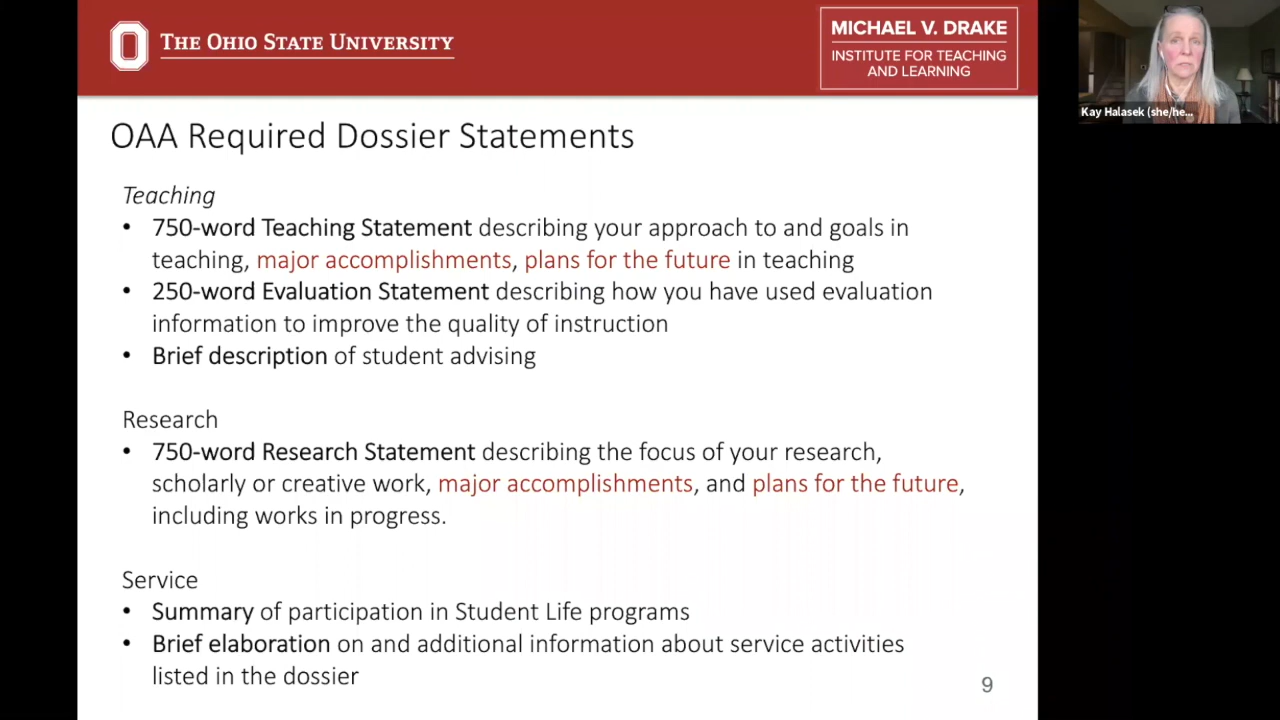 THE OHIO STATE UNIVERSITY
MICHAEL V. DRAKE
INSTITUTE FOR TEACHING
AND LEARNING
Kay Halasek (she/he...
OAA Required Dossier Statements
Teaching
• 750-word Teaching Statement describing your approach to and goals in
teaching, major accomplishments, plans for the future in teaching
• 250-word Evaluation Statement describing how you have used evaluation
information to improve the quality of instruction
• Brief description of student advising
Research
• 750-word Research Statement describing the focus of your research,
scholarly or creative work, major accomplishments, and plans for the future,
including works in progress.
Service
• Summary of participation in Student Life programs
• Brief elaboration on and additional information about service activities
listed in the dossier
9